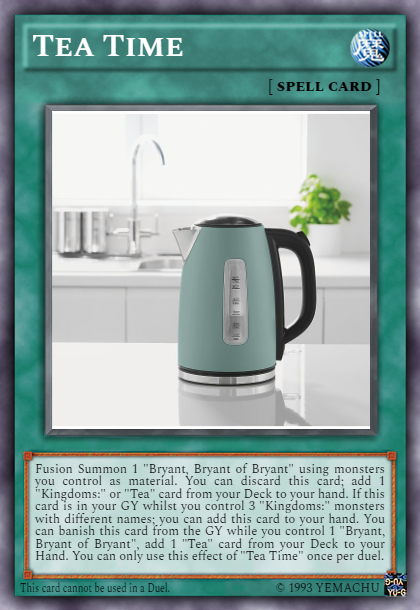 TEA TIME
[ SPELL CARD ]
Fusion Summon 1 "Bryant, Bryant of Bryant" using monsters
you control as material. You can discard this card; add 1
"Kingdoms:" or "Tea" card from your Deck to your hand. If this
card is in your GY whilst you control 3 "Kingdoms:" monsters
with different names; you can add this card to your hand. You
can banish this card from the GY while you control 1 "Bryant,
Bryant of Bryant", add 1 "Tea" card from your Deck to your
Hand. You can only use this effect of "Tea Time" once per duel.
This card cannot be used in a Duel.
© 1993 YEMACHU